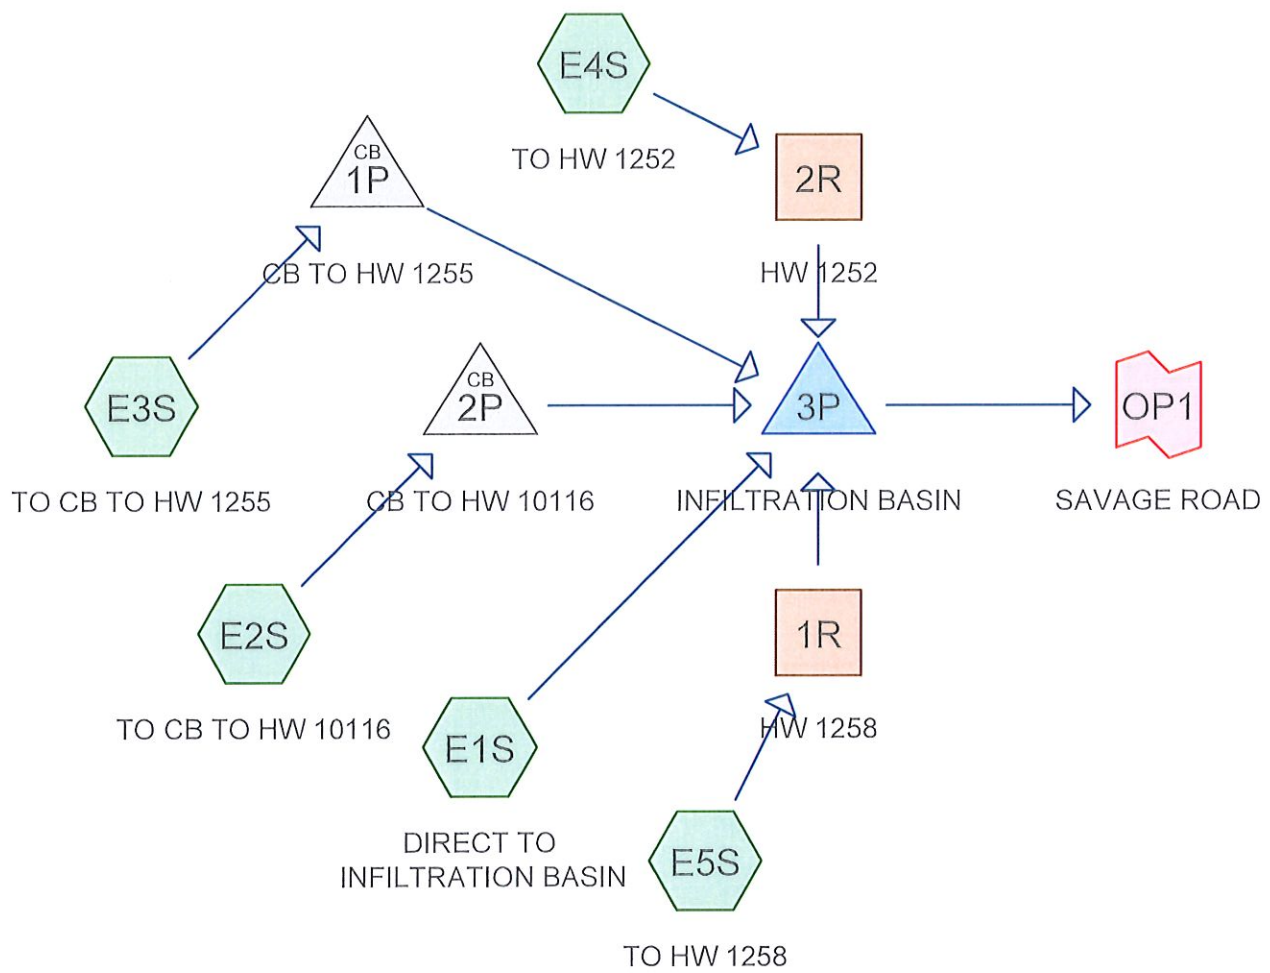 E4S
TO HW 1252
CB
1P
CB TO HW 1255
2R
HW 1252
E3S
TO CB TO HW 1255
CB
2P
CB TO HW 10116
3P
INFILTRATION BASIN
OP1
SAVAGE ROAD
E2S
TO CB TO HW 10116
E1S
DIRECT TO
INFILTRATION BASIN
1R
HW 1258
E5S
TO HW 1258